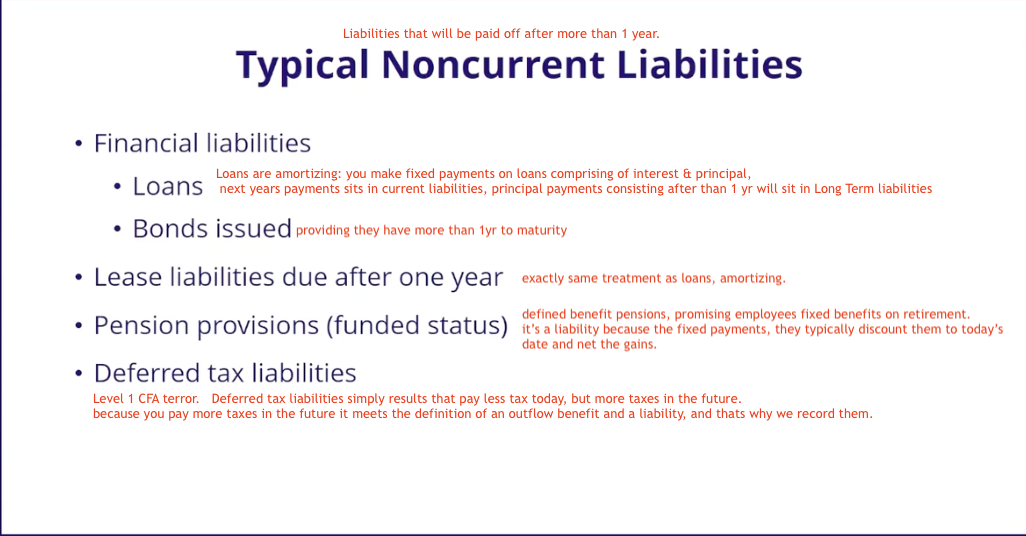 Liabilities that will be paid off after more than 1 year.
Typical Noncurrent Liabilities
• Financial liabilities
Loans are amortizing: you make fixed payments on loans comprising of interest & principal,
• Loans
next years payments sits in current liabilities, principal payments consisting after than 1 yr will sit in Long Term liabilities
• Bonds issued providing they have more than 1yr to maturity
• Lease liabilities due after one year exactly same treatment as loans, amortizing.
defined benefit pensions, promising employees fixed benefits on retirement.
• Pension provisions (funded status) it's a liability because the fixed payments, they typically discount them to today's
date and net the gains.
• Deferred tax liabilities
Level 1 CFA terror. Deferred tax liabilities simply results that pay less tax today, but more taxes in the future.
because you pay more taxes in the future it meets the definition of an outflow benefit and a liability, and thats why we record them.